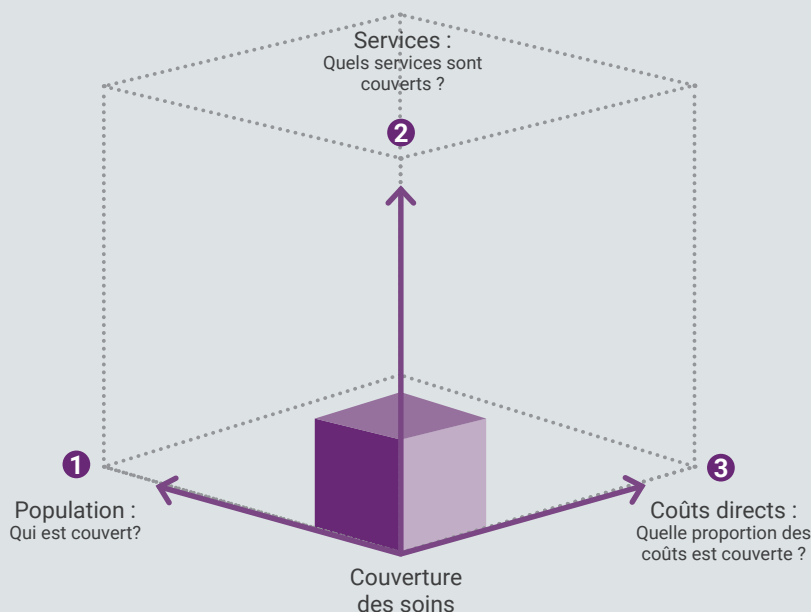 Services :
Quels services sont
couverts ?
2
1
Population :
Qui est couvert?
3
Coûts directs :
Quelle proportion des
coûts est couverte ?
Couverture
des soins